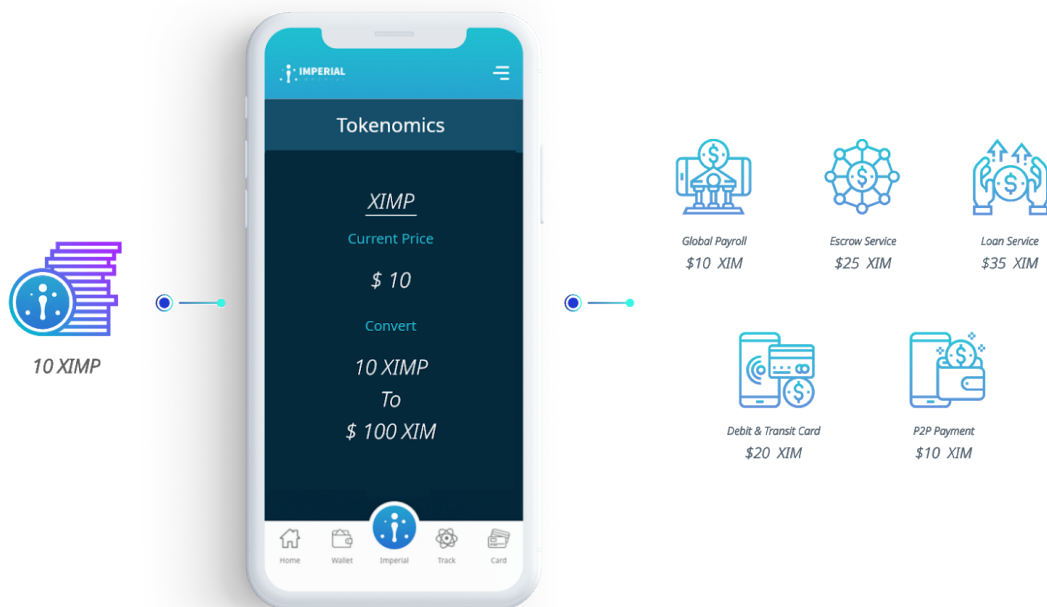 10 XIMP
IMPERIAL
Tokenomics
XIMP
Current Price
$ 10
Convert
10 XIMP
To
$ 100 XIM
Home
Wallet
Imperial
Track
Card
Global Payroll
$10 XIM
Escrow Service
$25 XIM
Loan Service
$35 XIM
Debit & Transit Card
$20 XIM
P2P Payment
$10 XIM